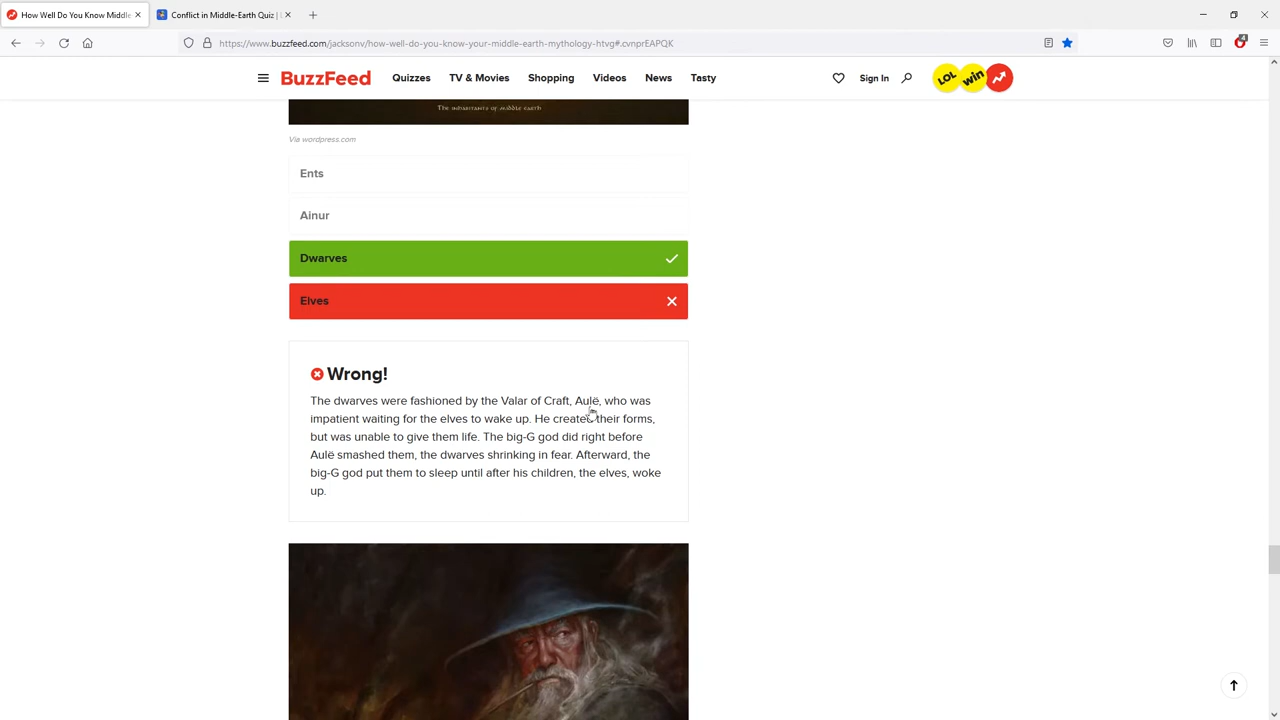 How Well Do You Know Middle
Conflict in Middle-Earth Quiz |
https://www.buzzfeed.com/jacksonv/how-well-do-you-know-your-middle-earth-mythology-htvg#.cvnprEAPQK
4
BuzzFeed
Quizzes
TV & Movies
Shopping
Videos
News
Tasty
Sign In
LOL
win
The inhabitants of middle earth
Via wordpress.com
Ents
Ainur
Dwarves
Elves
Wrong!
The dwarves were fashioned by the Valar of Craft, Aulë, who was
impatient waiting for the elves to wake up. He created their forms,
but was unable to give them life. The big-G god did right before
Aulë smashed them, the dwarves shrinking in fear. Afterward, the
big-G god put them to sleep until after his children, the elves, woke
up.